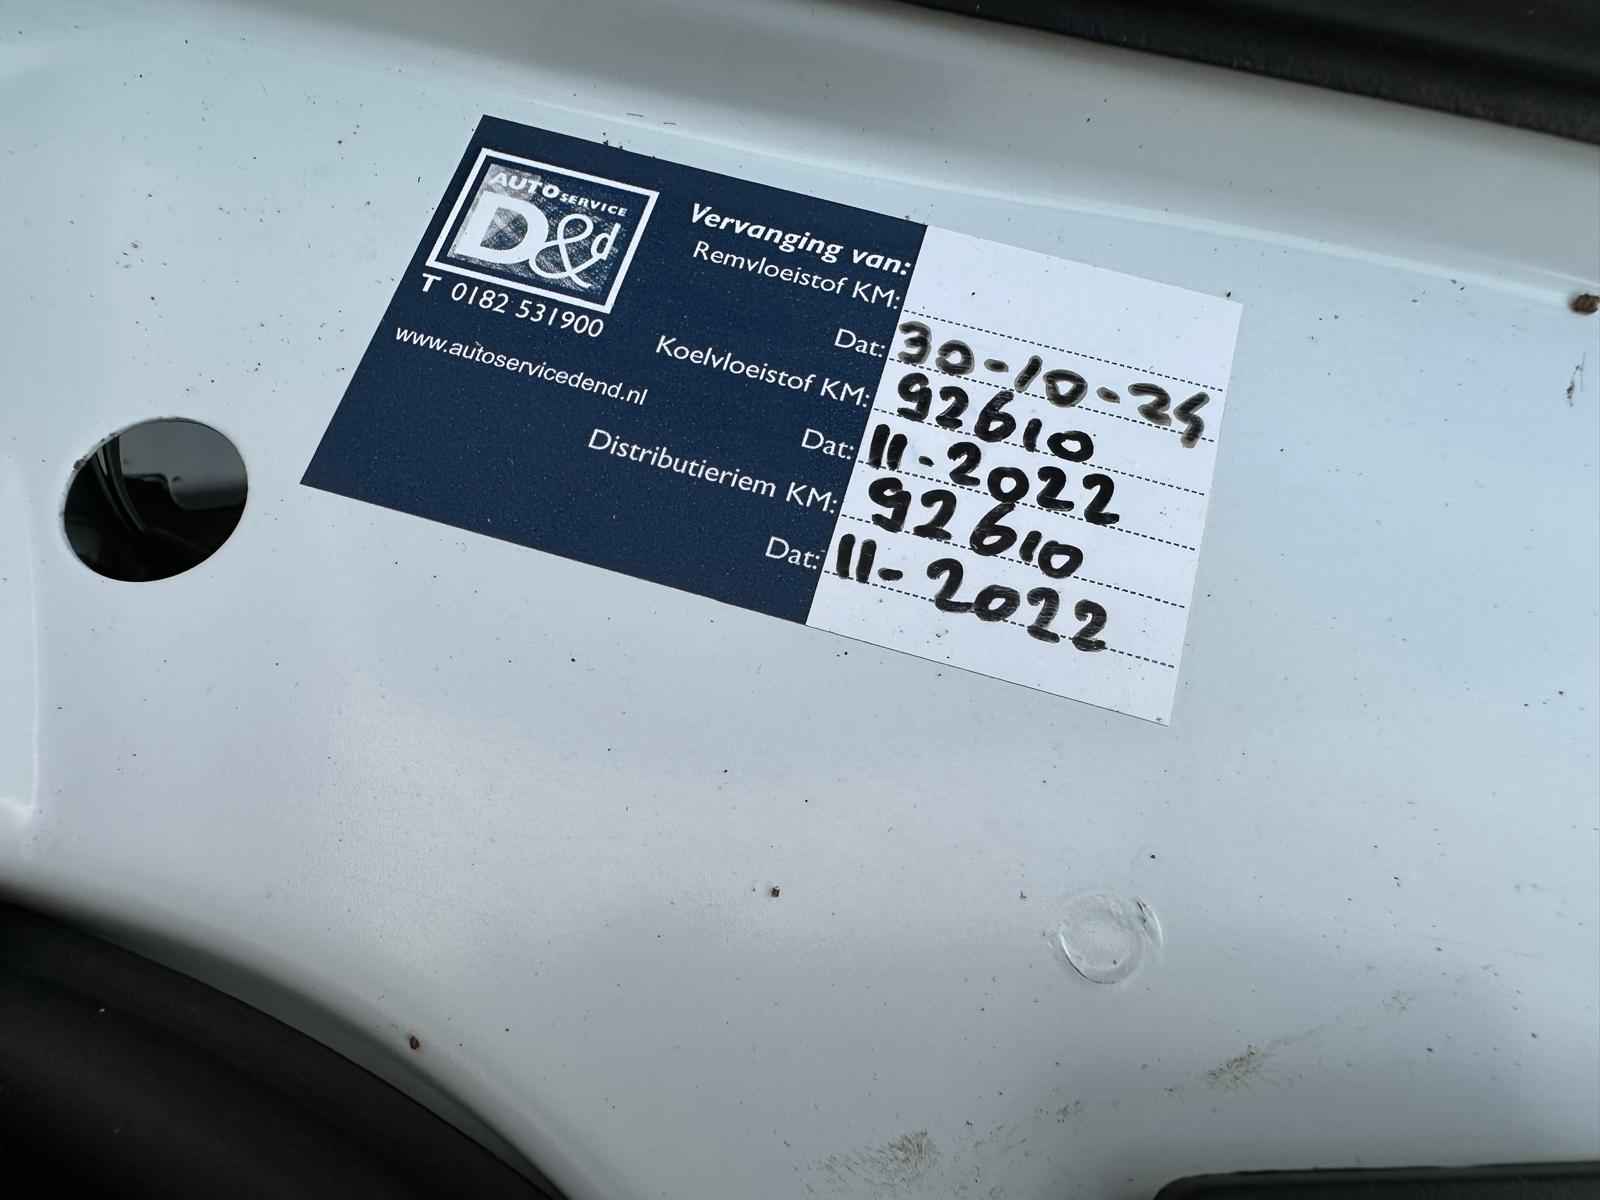 AUTO SERVICE
D&d
T 0182 531900
www.autoservicedend.nl
Vervanging van:
Remvloeistof KM:
Dat: 30-10-24
Koelvloeistof KM: 92610
Dat: 11-2022
Distributieriem KM: 92610
Dat: 11-2022